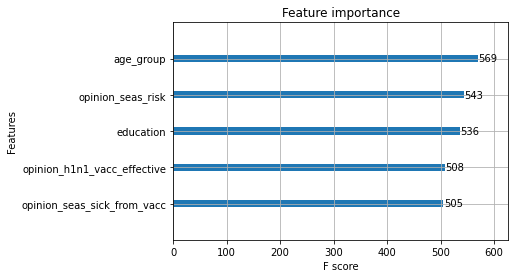 Feature importance
Features
age_group
569
opinion_seas_risk
543
education
536
opinion_h1n1_vacc_effective
508
opinion_seas_sick_from_vacc
505
0 100 200 300 400 500 600
F score